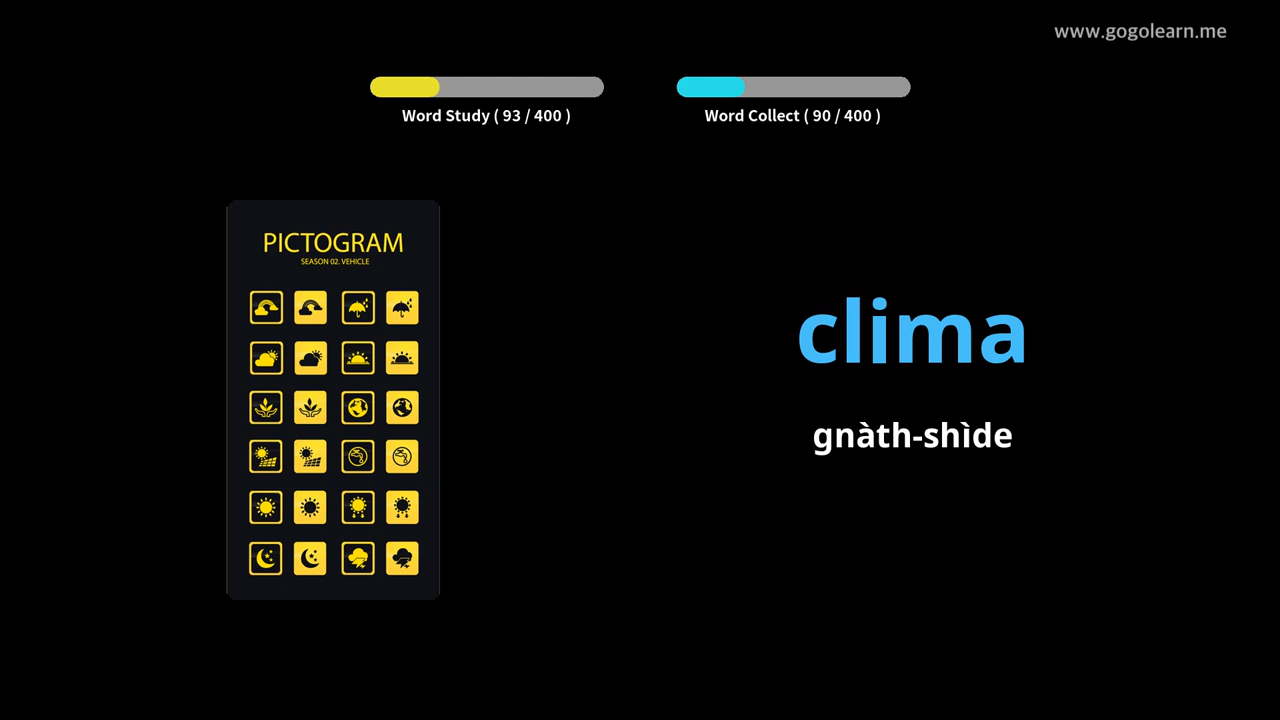 www.gogolearn.me
Word Study ( 93 / 400 )
Word Collect ( 90 / 400 )
PICTOGRAM
SEASON 02. VEHICLE
clima
gnàth-shìde